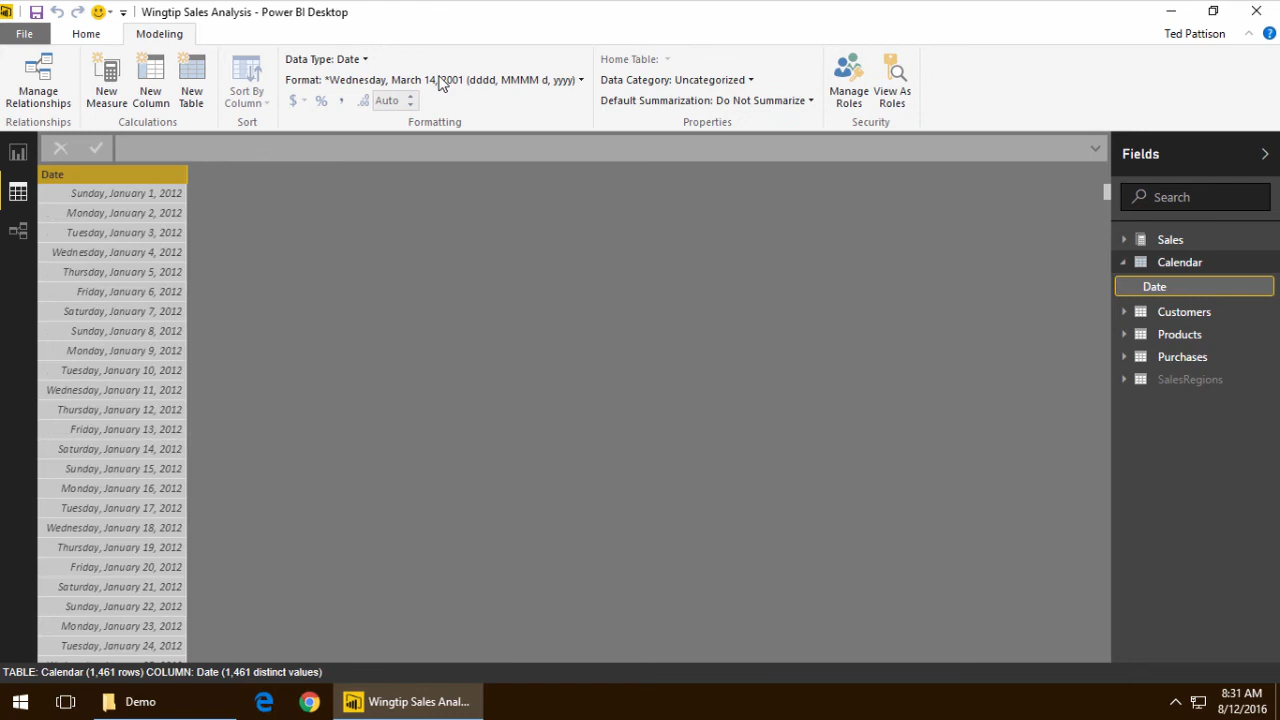 Wingtip Sales Analysis - Power BI Desktop
File
Home
Modeling
Ted Pattison
Manage
Relationships
Relationships
New
Measure
New
Column
New
Table
Calculations
Sort By
Column
Sort
Data Type: Date
Format: *Wednesday, March 14, 2001 (dddd, MMMM d, yyyy)
$ % , .00
Auto
Formatting
Home Table:
Data Category: Uncategorized
Default Summarization: Do Not Summarize
Properties
Manage
Roles
View As
Roles
Security
Date
Sunday, January 1, 2012
Monday, January 2, 2012
Tuesday, January 3, 2012
Wednesday, January 4, 2012
Thursday, January 5, 2012
Friday, January 6, 2012
Saturday, January 7, 2012
Sunday, January 8, 2012
Monday, January 9, 2012
Tuesday, January 10, 2012
Wednesday, January 11, 2012
Thursday, January 12, 2012
Friday, January 13, 2012
Saturday, January 14, 2012
Sunday, January 15, 2012
Monday, January 16, 2012
Tuesday, January 17, 2012
Wednesday, January 18, 2012
Thursday, January 19, 2012
Friday, January 20, 2012
Saturday, January 21, 2012
Sunday, January 22, 2012
Monday, January 23, 2012
Tuesday, January 24, 2012
Fields
Search
Sales
Calendar
Date
Customers
Products
Purchases
SalesRegions
TABLE: Calendar (1,461 rows) COLUMN: Date (1,461 distinct values)
Demo
Wingtip Sales Anal...
8:31 AM
8/12/2016